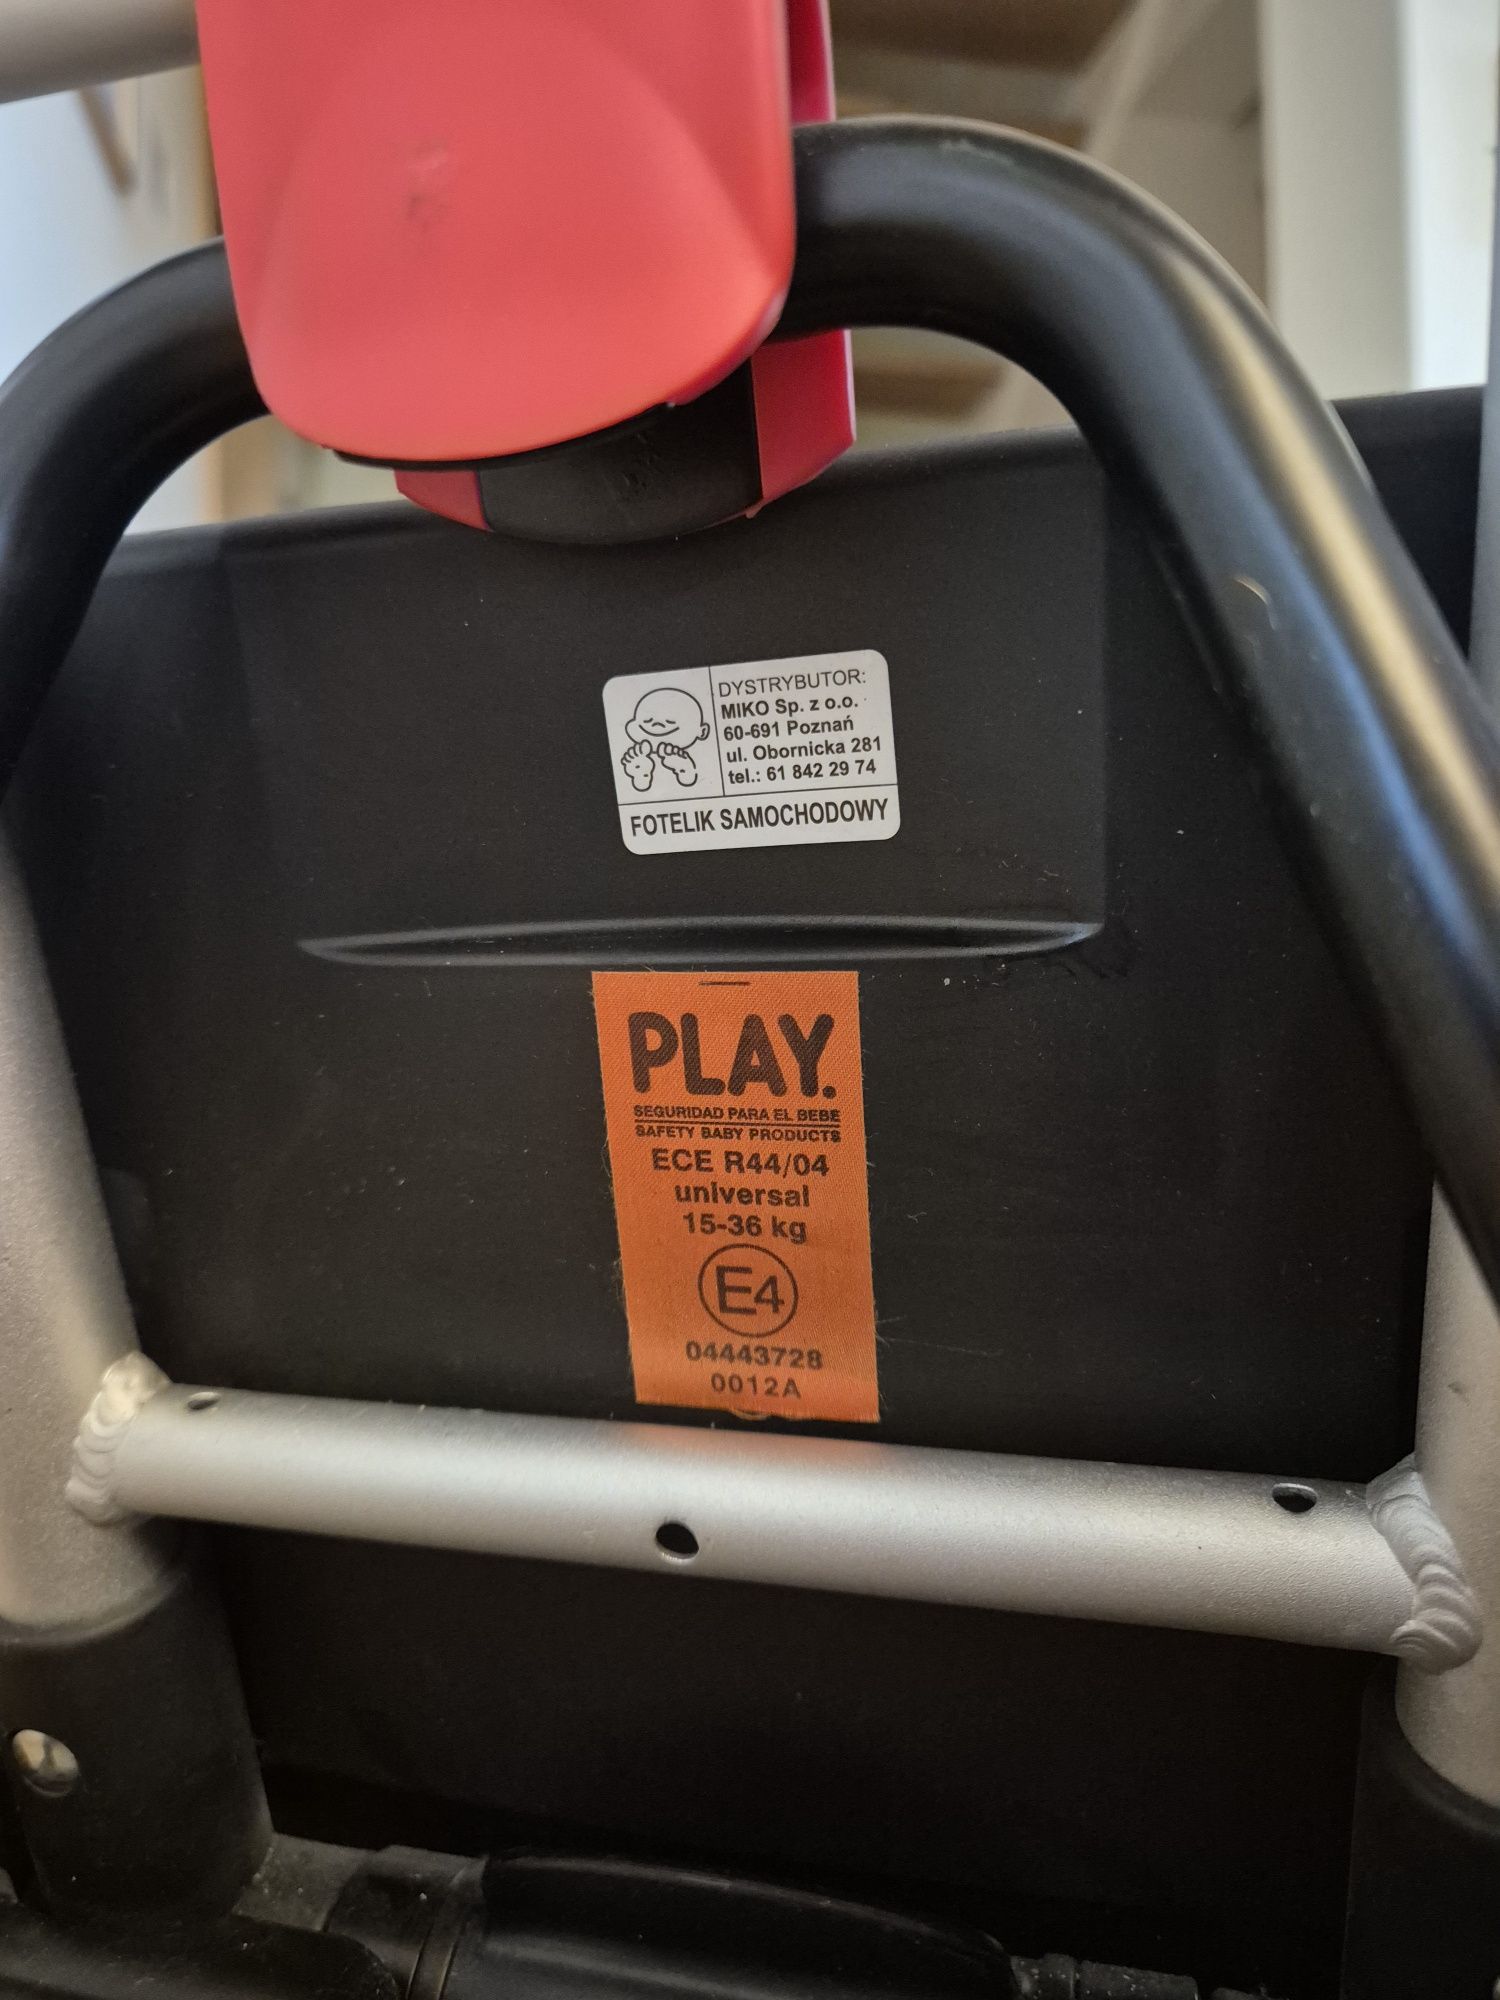 DYSTRYBUTOR:
MIKO Sp. z o.o.
60-691 Poznań
ul. Obornicka 281
tel.: 61 842 29 74
FOTELIK SAMOCHODOWY
PLAY.
SEGURIDAD PARA EL BEBE
SAFETY BABY PRODUCTS
ECE R44/04
universal
15-36 kg
E4
04443728
0012A